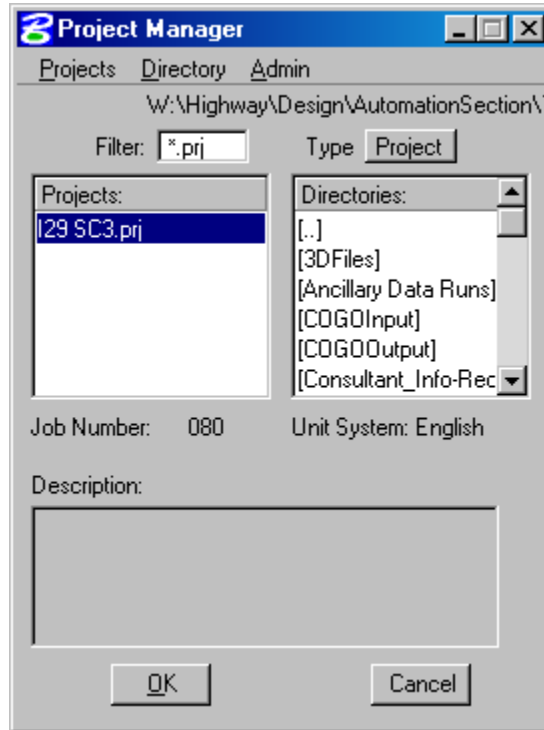 Project Manager
Projects Directory Admin
W:\Highway\Design\AutomationSection\
Filter: *.prj Type Project
Projects: Directories:
I29 SC3.prj [..]
[3DFiles]
[Ancillary Data Runs]
[COGOInput]
[COGOOutput]
[Consultant_Info-Rec
Job Number: 080 Unit System: English
Description:
OK Cancel